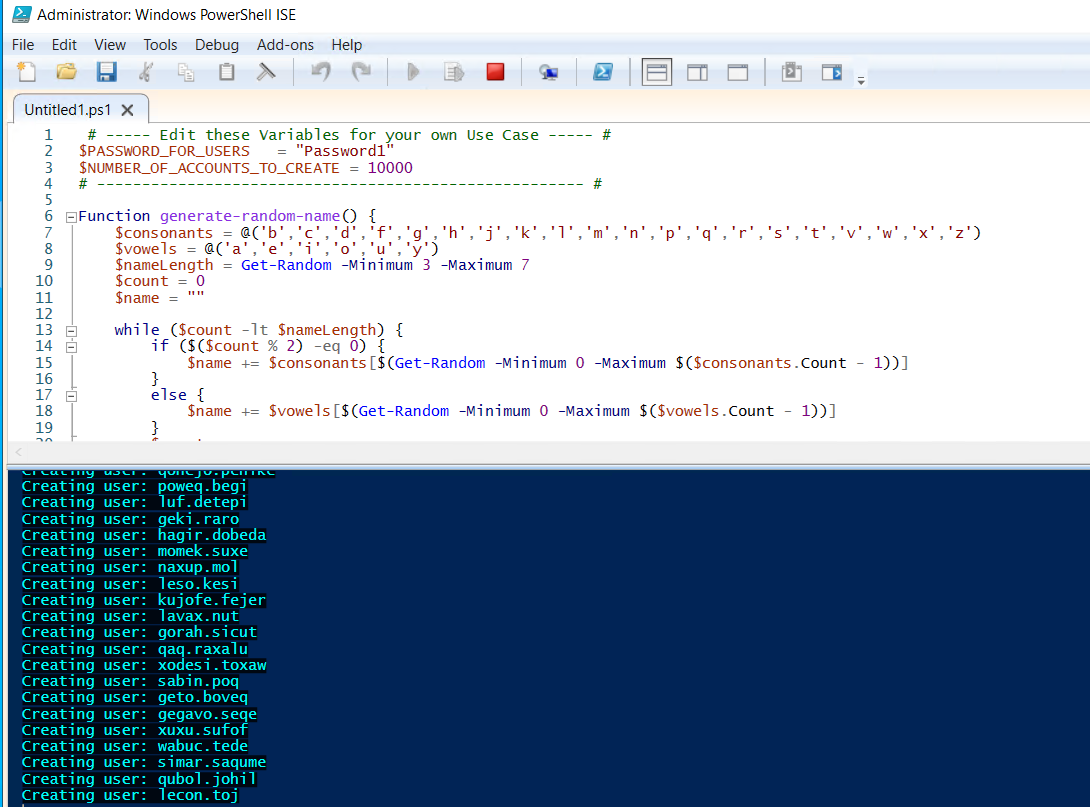 Administrator: Windows PowerShell ISE
File Edit View Tools Debug Add-ons Help
Untitled1.ps1
1 # ----- Edit these Variables for your own Use Case ----- #
2 $PASSWORD_FOR_USERS = "Password1"
3 $NUMBER_OF_ACCOUNTS_TO_CREATE = 10000
4 # ------------------------------------------------------ #
5
6 Function generate-random-name() {
7 $consonants = @('b','c','d','f','g','h','j','k','l','m','n','p','q','r','s','t','v','w','x','z')
8 $vowels = @('a','e','i','o','u','y')
9 $nameLength = Get-Random -Minimum 3 -Maximum 7
10 $count = 0
11 $name = ""
12
13 while ($count -lt $nameLength) {
14 if ($($count % 2) -eq 0) {
15 $name += $consonants[$(Get-Random -Minimum 0 -Maximum $($consonants.Count - 1))]
16 }
17 else {
18 $name += $vowels[$(Get-Random -Minimum 0 -Maximum $($vowels.Count - 1))]
19 }
Creating user:
Creating user: poweq.begi
Creating user: luf.detepi
Creating user: geki.raro
Creating user: hagir.dobeda
Creating user: momek.suxe
Creating user: naxup.mol
Creating user: leso.kesi
Creating user: kujofe.fejer
Creating user: lavax.nut
Creating user: gorah.sicut
Creating user: qaq.raxalu
Creating user: xodesi.toxaw
Creating user: sabin.poq
Creating user: geto.boveq
Creating user: gegavo.seqe
Creating user: xuxu.sufof
Creating user: wabuc.tede
Creating user: simar.saqume
Creating user: qubol.johil
Creating user: lecon.toj